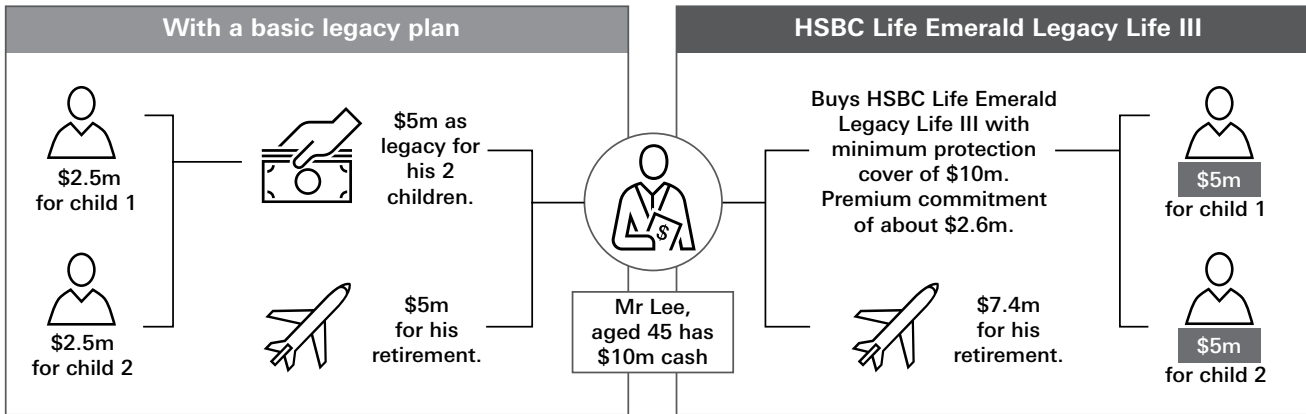 With a basic legacy plan
$2.5m
for child 1
$2.5m
for child 2
$5m as
legacy for
his 2
children.
$5m
for his
retirement.
$
Mr Lee,
aged 45 has
$10m cash
HSBC Life Emerald Legacy Life III
Buys HSBC Life Emerald
Legacy Life III with
minimum protection
cover of $10m.
Premium commitment
of about $2.6m.
$7.4m
for his
retirement.
$5m
for child 1
$5m
for child 2